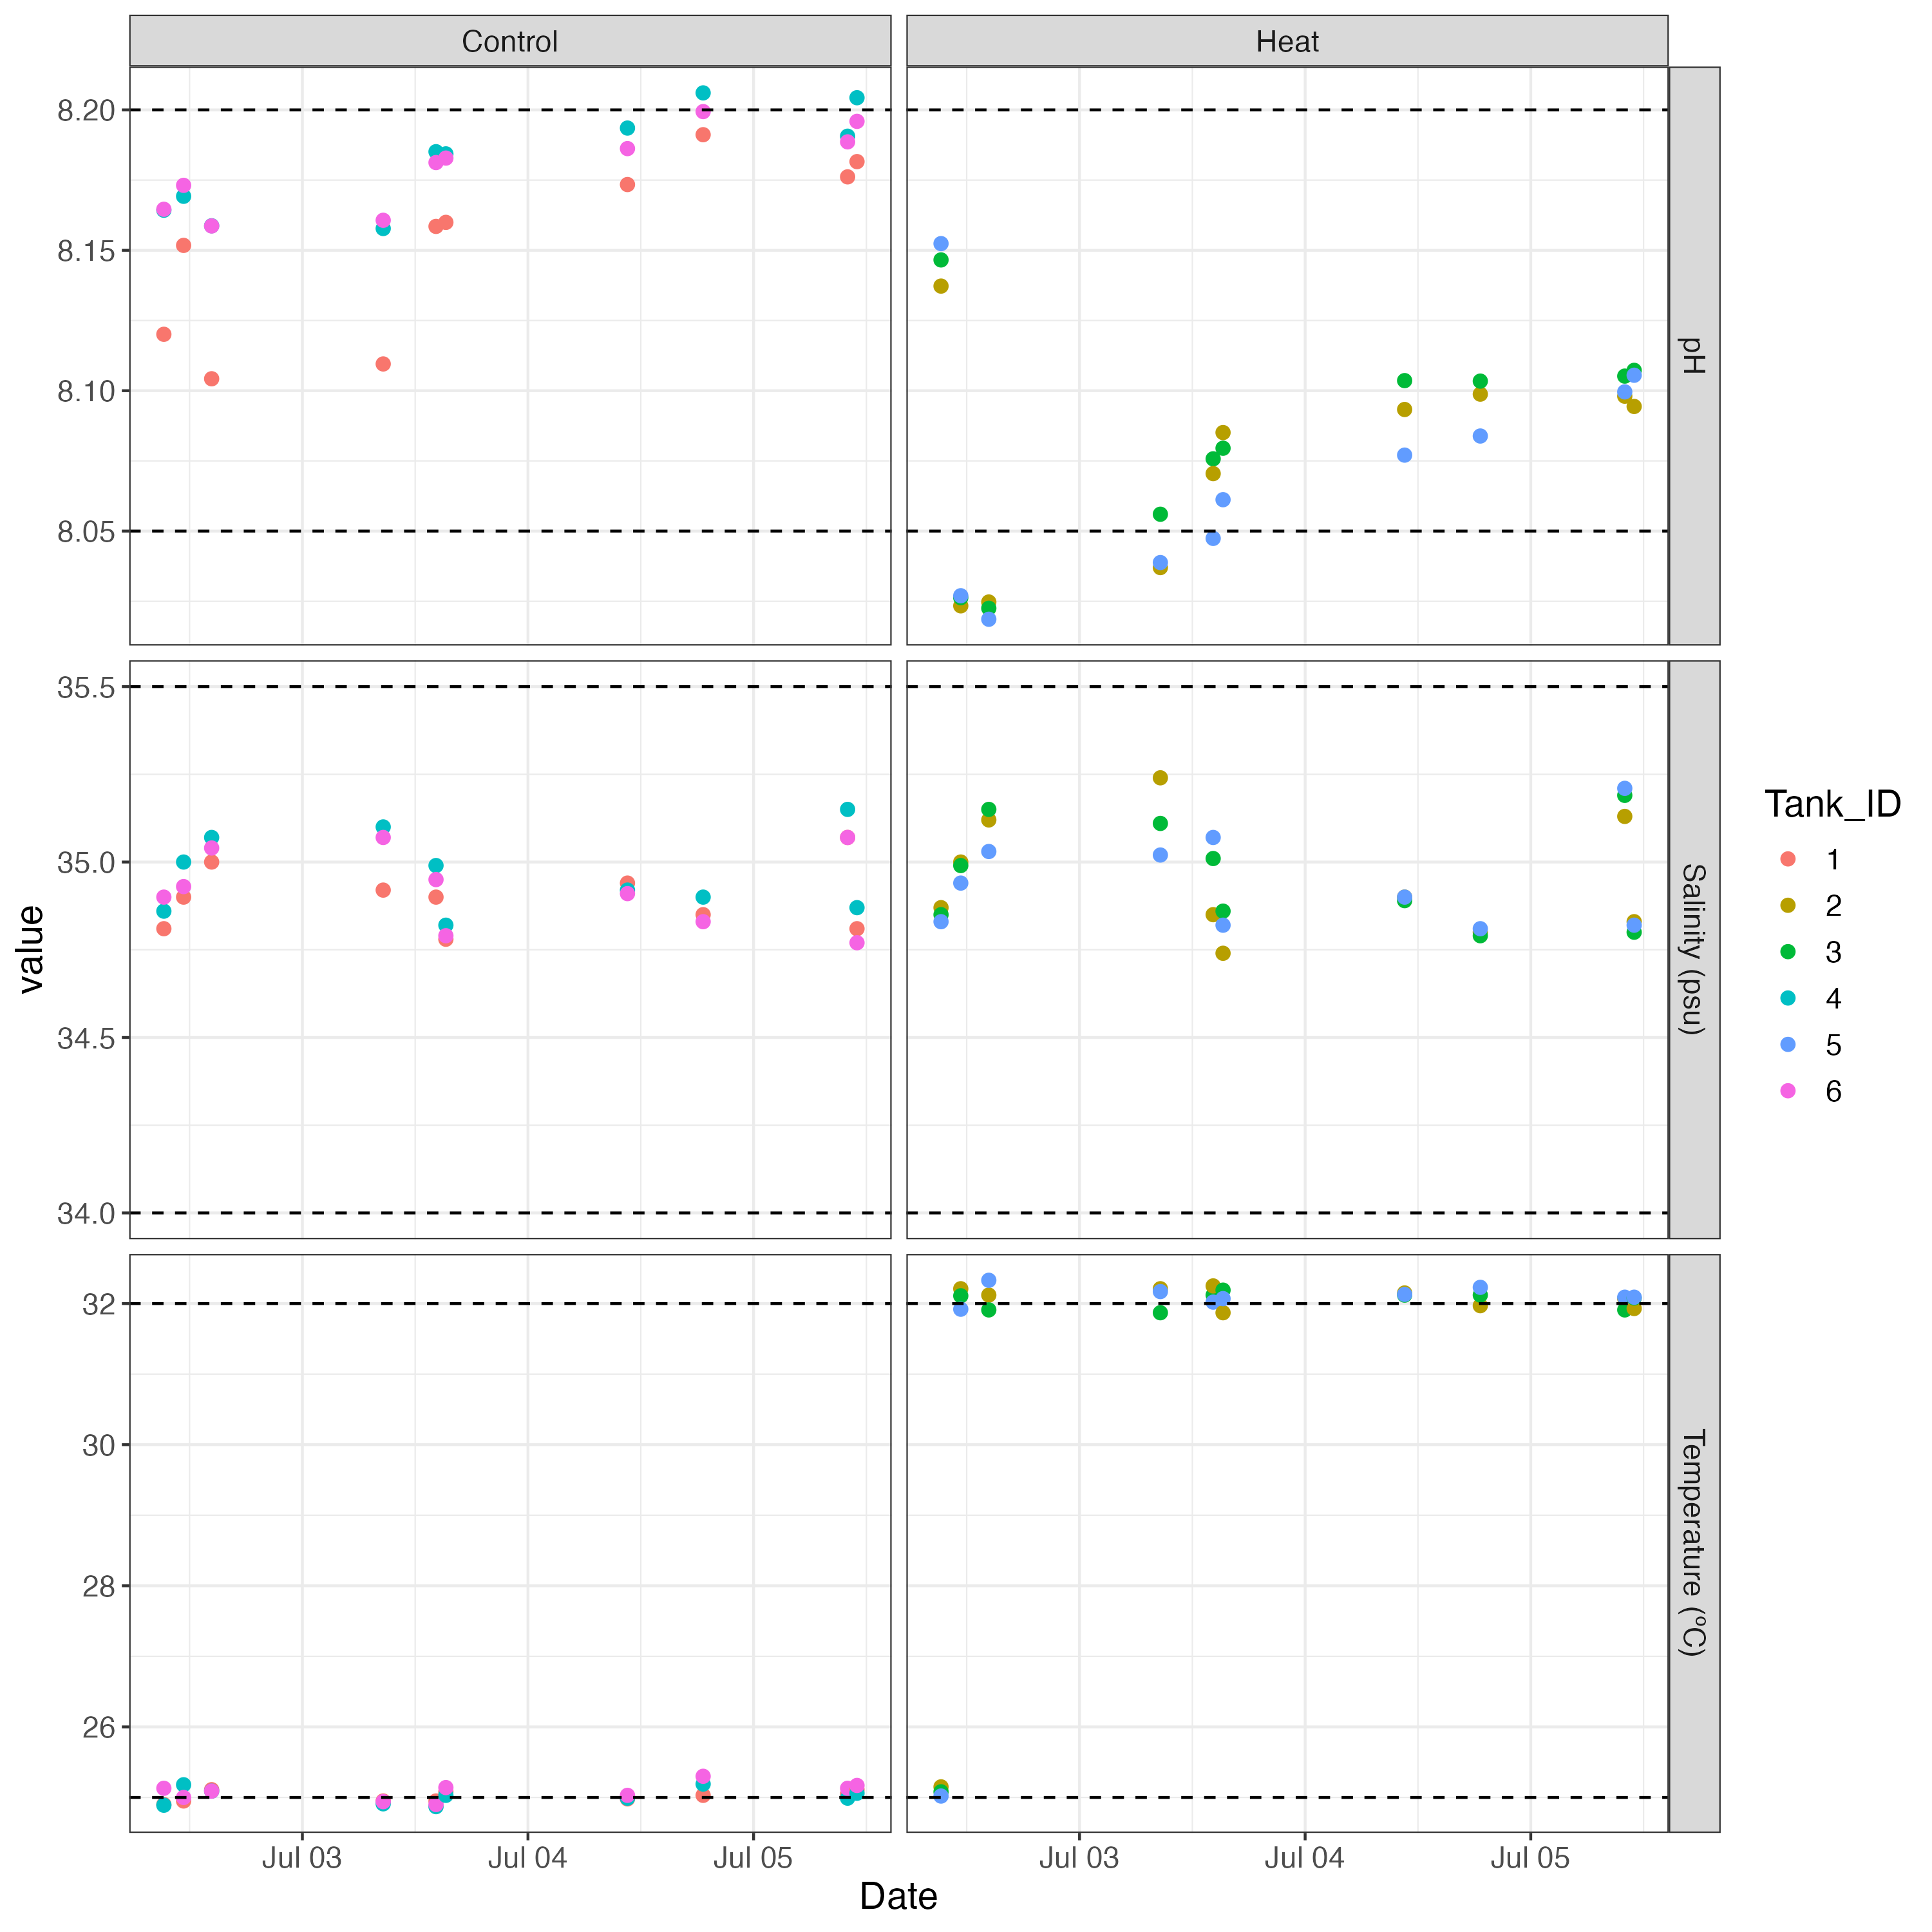 Control
Heat
8.20
8.15
8.10
8.05
pH
35.5
35.0
34.5
34.0
Salinity (psu)
32
30
28
26
Temperature (ºC)
value
Jul 03
Jul 04
Jul 05
Jul 03
Jul 04
Jul 05
Date
Tank_ID
1
2
3
4
5
6